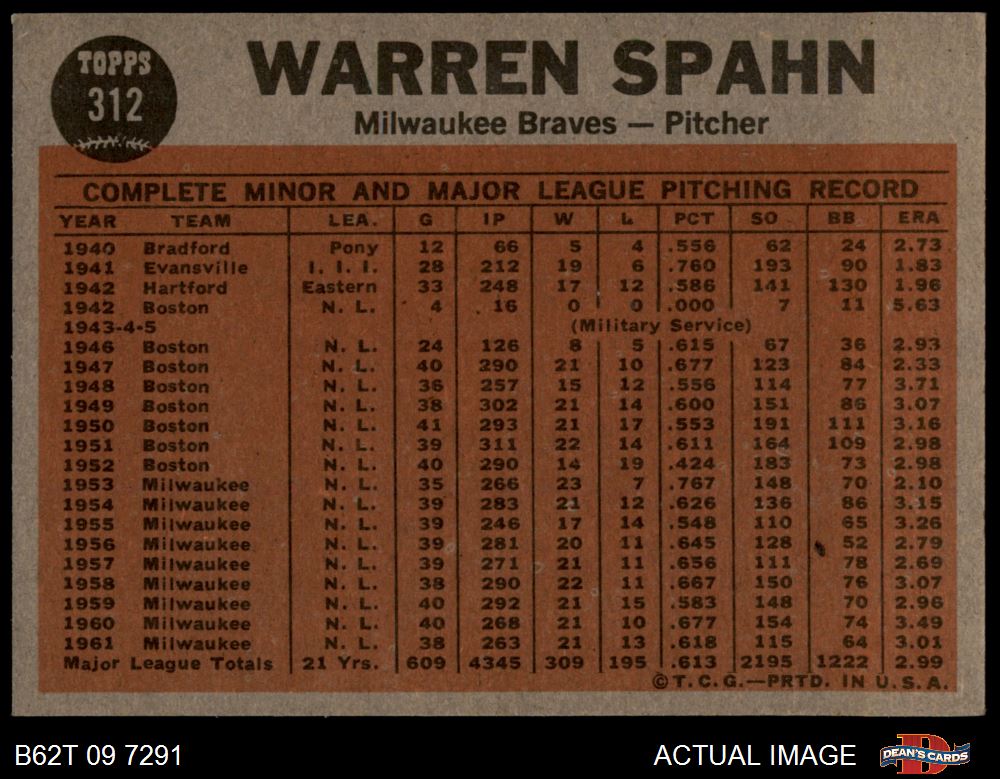 TOPPS
312
WARREN SPAHN
Milwaukee Braves — Pitcher
COMPLETE MINOR AND MAJOR LEAGUE PITCHING RECORD
YEAR TEAM LEA. G IP W L PCT SO BB ERA
1940 Bradford Pony 12 66 5 4 .556 62 24 2.73
1941 Evansville I. I. I. 28 212 19 6 .760 193 90 1.83
1942 Hartford Eastern 33 248 17 12 .586 141 130 1.96
1942 Boston N. L. 4 16 0 0 .000 7 11 5.63
1943-4-5 (Military Service)
1946 Boston N. L. 24 126 8 5 .615 67 36 2.93
1947 Boston N. L. 40 290 21 10 .677 123 84 2.33
1948 Boston N. L. 36 257 15 12 .556 114 77 3.71
1949 Boston N. L. 38 302 21 14 .600 151 86 3.07
1950 Boston N. L. 41 293 21 17 .553 191 111 3.16
1951 Boston N. L. 39 311 22 14 .611 164 109 2.98
1952 Boston N. L. 40 290 14 19 .424 183 73 2.98
1953 Milwaukee N. L. 35 266 23 7 .767 148 70 2.10
1954 Milwaukee N. L. 39 283 21 12 .626 136 86 3.15
1955 Milwaukee N. L. 39 246 17 14 .548 110 65 3.26
1956 Milwaukee N. L. 39 281 20 11 .645 128 52 2.79
1957 Milwaukee N. L. 39 271 21 11 .656 111 78 2.69
1958 Milwaukee N. L. 38 290 22 11 .667 150 76 3.07
1959 Milwaukee N. L. 40 292 21 15 .583 148 70 2.96
1960 Milwaukee N. L. 40 268 21 10 .677 154 74 3.49
1961 Milwaukee N. L. 38 263 21 13 .618 115 64 3.01
Major League Totals 21 Yrs. 609 4345 309 195 .613 2195 1222 2.99
©T.C.G.—PRTD. IN U.S.A.
B62T 09 7291 ACTUAL IMAGE DEAN'S CARDS